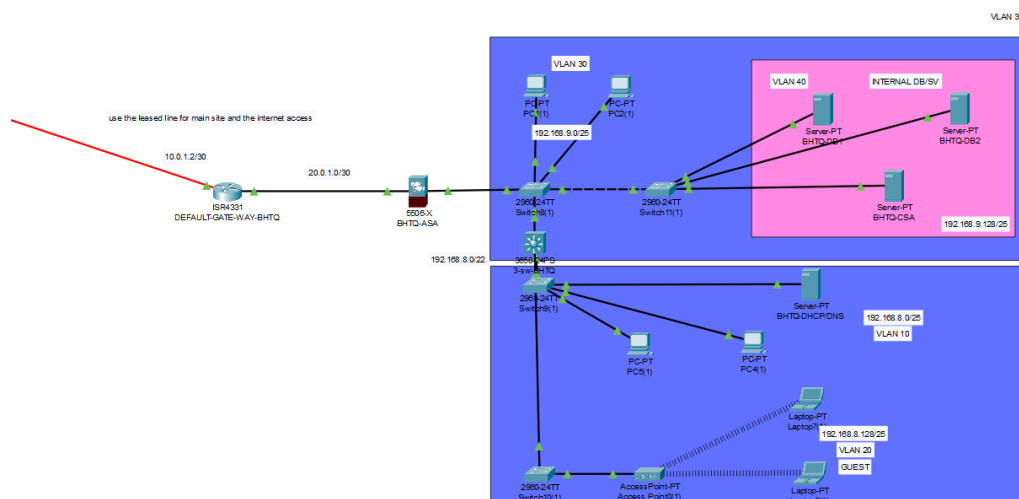 VLAN 3
VLAN 30
VLAN 40
INTERNAL DB/SV
PC-PT
PC2(1)
PC-PT
Server-PT
BHTQ-DB1
Server-PT
BHTQ-DB2
use the leased line for main site and the internet access
192.168.9.0/25
10.0.1.2/30
20.0.1.0/30
ISR4331
DEFAULT-GATE-WAY-BHTQ
5506-X
BHTQ-ASA
2960-24TT
Switch8(1)
2960-24TT
Switch11(1)
Server-PT
BHTQ-CSA
192.168.9.128/25
192.168.8.0/22
3650-24PS
2960-24TT
Switch9(1)
Server-PT
BHTQ-DHCP/DNS
192.168.8.0/25
VLAN 10
PC-PT
PC5(1)
PC-PT
PC4(1)
Laptop-PT
192.168.8.128/25
VLAN 20
GUEST
2960-24TT
Switch10(1)
AccessPoint-PT
Access Point0(1)
Laptop-PT